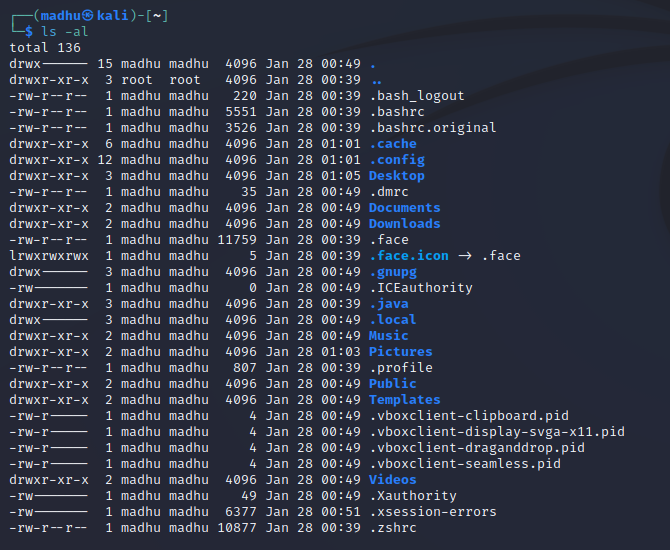 ┌──(madhu㉿kali)-[~]
└─$ ls -al
total 136
drwx------ 15 madhu madhu  4096 Jan 28 00:49 .
drwxr-xr-x  3 root  root   4096 Jan 28 00:39 ..
-rw-r--r--  1 madhu madhu   220 Jan 28 00:39 .bash_logout
-rw-r--r--  1 madhu madhu  5551 Jan 28 00:39 .bashrc
-rw-r--r--  1 madhu madhu  3526 Jan 28 00:39 .bashrc.original
drwxr-xr-x  6 madhu madhu  4096 Jan 28 01:01 .cache
drwxr-xr-x 12 madhu madhu  4096 Jan 28 01:01 .config
drwxr-xr-x  3 madhu madhu  4096 Jan 28 01:05 Desktop
-rw-r--r--  1 madhu madhu    35 Jan 28 00:49 .dmrc
drwxr-xr-x  2 madhu madhu  4096 Jan 28 00:49 Documents
drwxr-xr-x  2 madhu madhu  4096 Jan 28 00:49 Downloads
-rw-r--r--  1 madhu madhu 11759 Jan 28 00:39 .face
lrwxrwxrwx  1 madhu madhu     5 Jan 28 00:39 .face.icon -> .face
drwx------  3 madhu madhu  4096 Jan 28 00:49 .gnupg
-rw-------  1 madhu madhu     0 Jan 28 00:49 .ICEauthority
drwxr-xr-x  3 madhu madhu  4096 Jan 28 00:39 .java
drwx------  3 madhu madhu  4096 Jan 28 00:49 .local
drwxr-xr-x  2 madhu madhu  4096 Jan 28 00:49 Music
drwxr-xr-x  2 madhu madhu  4096 Jan 28 01:03 Pictures
-rw-r--r--  1 madhu madhu   807 Jan 28 00:39 .profile
drwxr-xr-x  2 madhu madhu  4096 Jan 28 00:49 Public
drwxr-xr-x  2 madhu madhu  4096 Jan 28 00:49 Templates
-rw-r-----  1 madhu madhu     4 Jan 28 00:49 .vboxclient-clipboard.pid
-rw-r-----  1 madhu madhu     4 Jan 28 00:49 .vboxclient-display-svga-x11.pid
-rw-r-----  1 madhu madhu     4 Jan 28 00:49 .vboxclient-draganddrop.pid
-rw-r-----  1 madhu madhu     4 Jan 28 00:49 .vboxclient-seamless.pid
drwxr-xr-x  2 madhu madhu  4096 Jan 28 00:49 Videos
-rw-------  1 madhu madhu    49 Jan 28 00:49 .Xauthority
-rw-------  1 madhu madhu  6377 Jan 28 00:51 .xsession-errors
-rw-r--r--  1 madhu madhu 10877 Jan 28 00:39 .zshrc